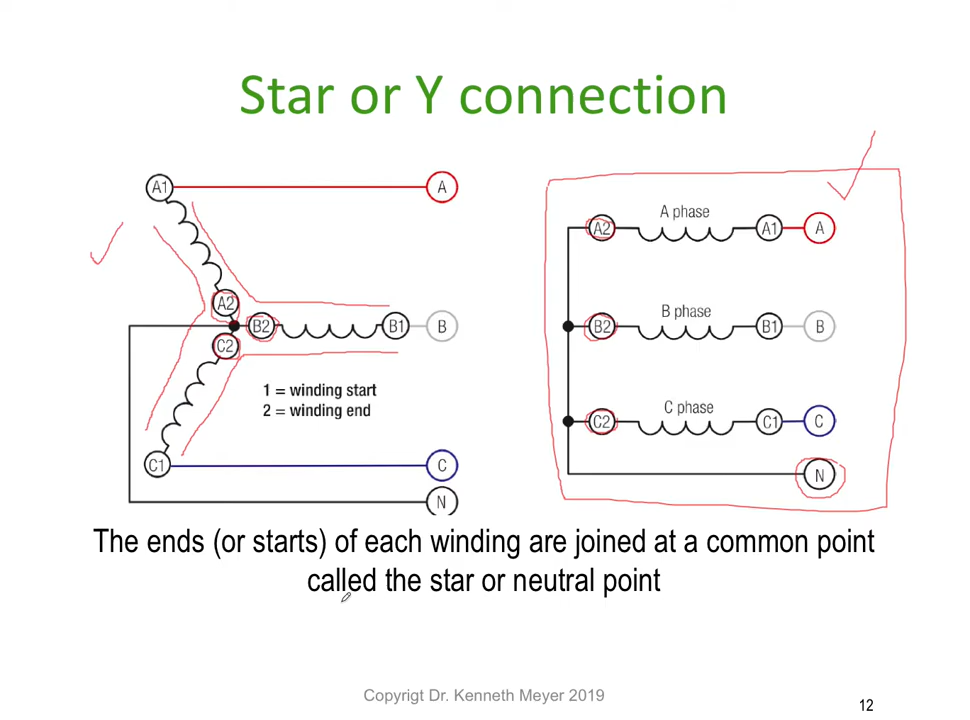 Star or Y connection
A1
A
A2
B2
B1
B
C2
1 = winding start
2 = winding end
C1
C
N
A phase
A2
A1
A
B phase
B2
B1
B
C phase
C2
C1
C
N
The ends (or starts) of each winding are joined at a common point
called the star or neutral point
Copyrigt Dr. Kenneth Meyer 2019
12